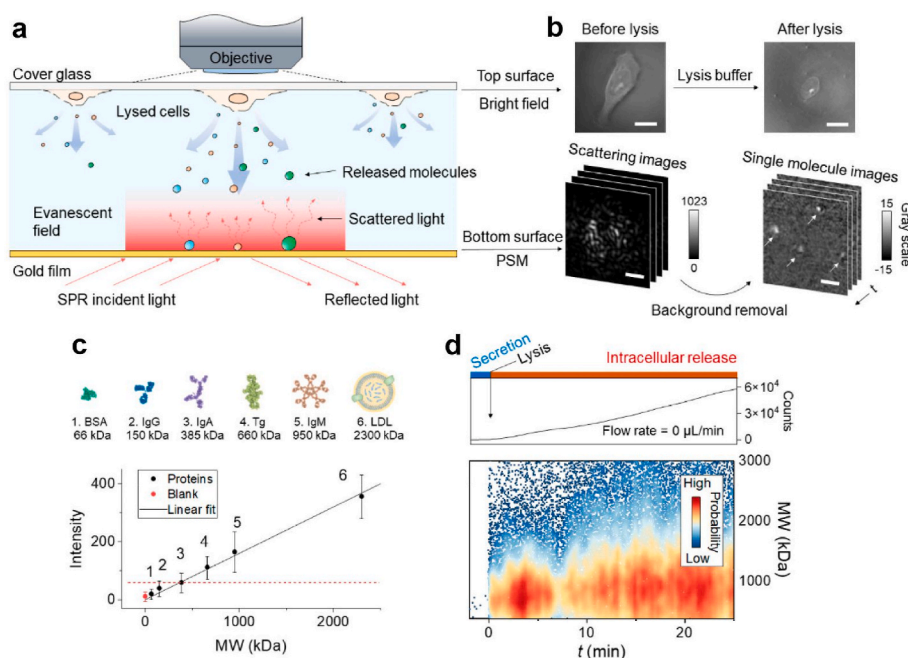 a
Objective
Cover glass
Lysed cells
Released molecules
Evanescent
field
Scattered light
Gold film
SPR incident light
Reflected light
Top surface
Bright field
Bottom surface
PSM
b
Before lysis
After lysis
Lysis buffer
Scattering images
Single molecule images
1023
0
15
-15
Gray scale
t
Background removal
c
1. BSA
66 kDa
2. IgG
150 kDa
3. IgA
385 kDa
4. Tg
660 kDa
5. IgM
950 kDa
6. LDL
2300 kDa
Proteins
Blank
Linear fit
400
200
0
Intensity
1
2
3
4
5
6
0
1000
2000
MW (kDa)
d
Secretion
Lysis
Intracellular release
6×10⁴
3×10⁴
0
Counts
Flow rate = 0 µL/min
High
Low
Probability
3000
2000
1000
MW (kDa)
0
10
20
t (min)